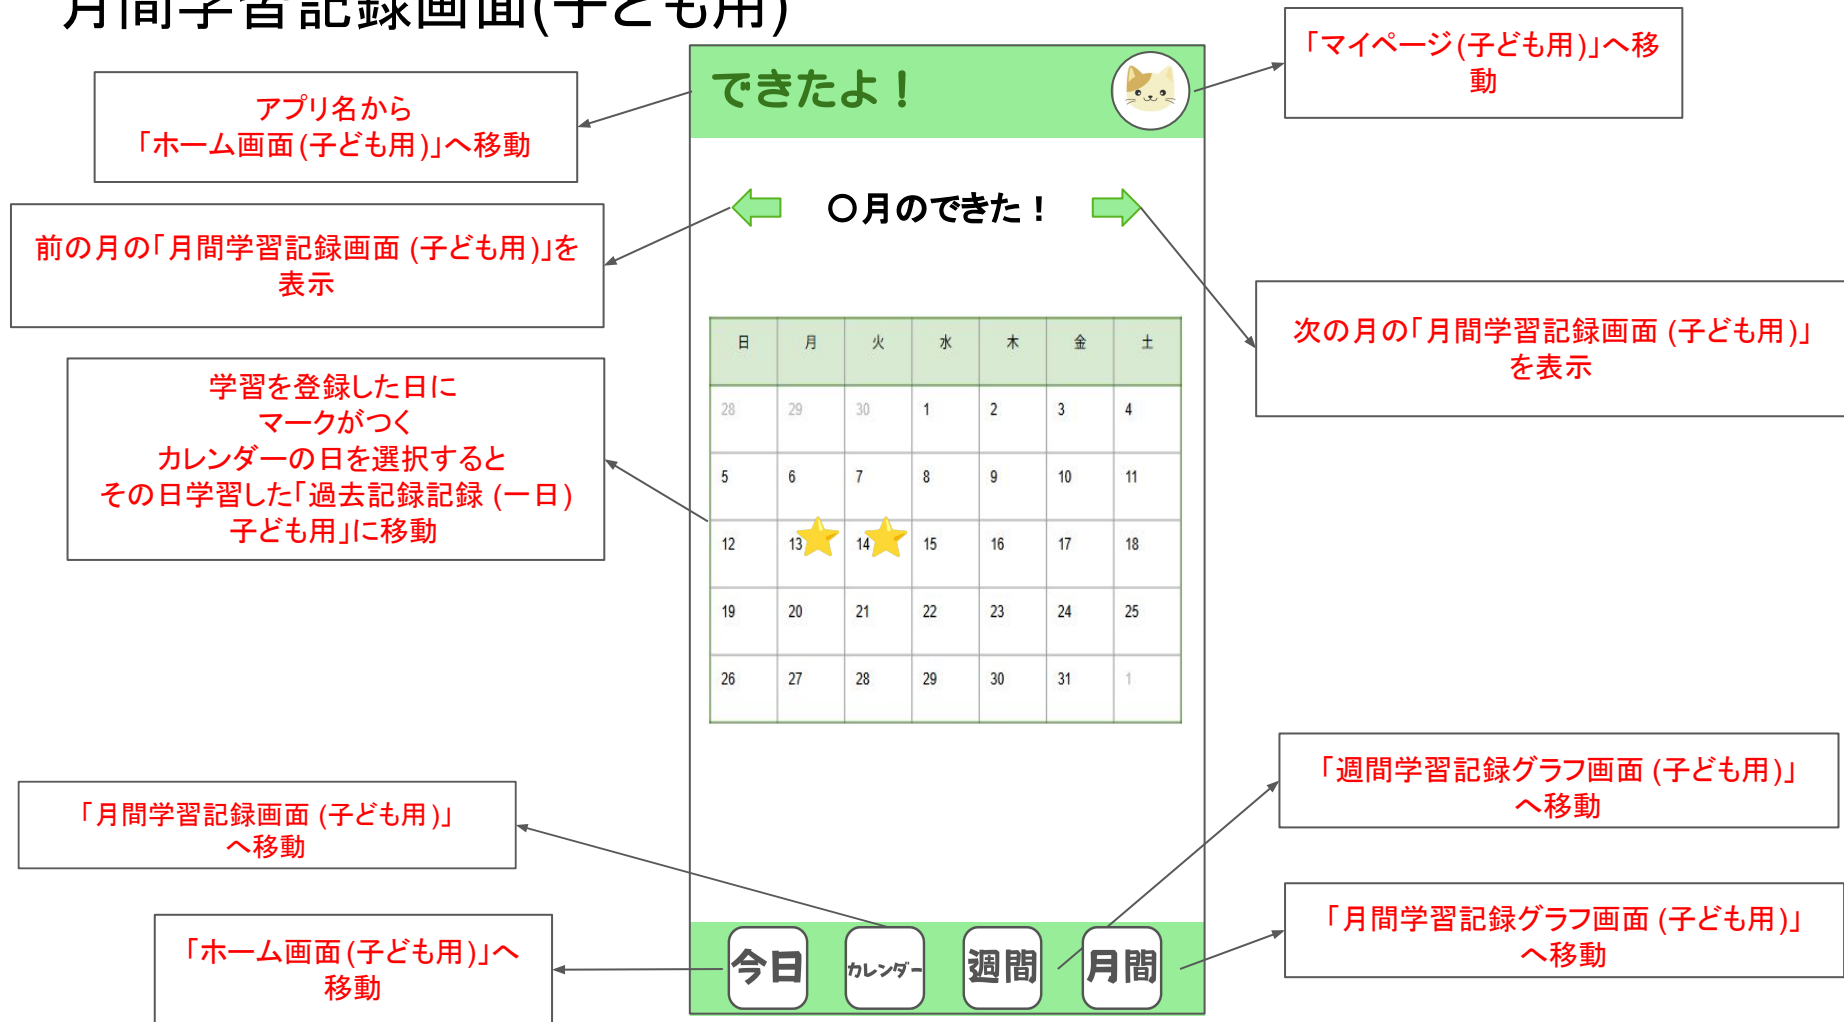 月間学習記録画面(子ども用)
できたよ！
「マイページ(子ども用)」へ移
動
アプリ名から
「ホーム画面(子ども用)」へ移動
〇月のできた！
前の月の「月間学習記録画面 (子ども用)」を
表示
次の月の「月間学習記録画面 (子ども用)」
を表示
日 月 火 水 木 金 土
28 29 30 1 2 3 4
5 6 7 8 9 10 11
12 13 14 15 16 17 18
19 20 21 22 23 24 25
26 27 28 29 30 31 1
学習を登録した日に
マークがつく
カレンダーの日を選択すると
その日学習した「過去記録記録 (一日)
子ども用」に移動
「週間学習記録グラフ画面 (子ども用)」
へ移動
「月間学習記録画面 (子ども用)」
へ移動
「月間学習記録グラフ画面 (子ども用)」
へ移動
「ホーム画面(子ども用)」へ
移動
今日 カレンダー 週間 月間